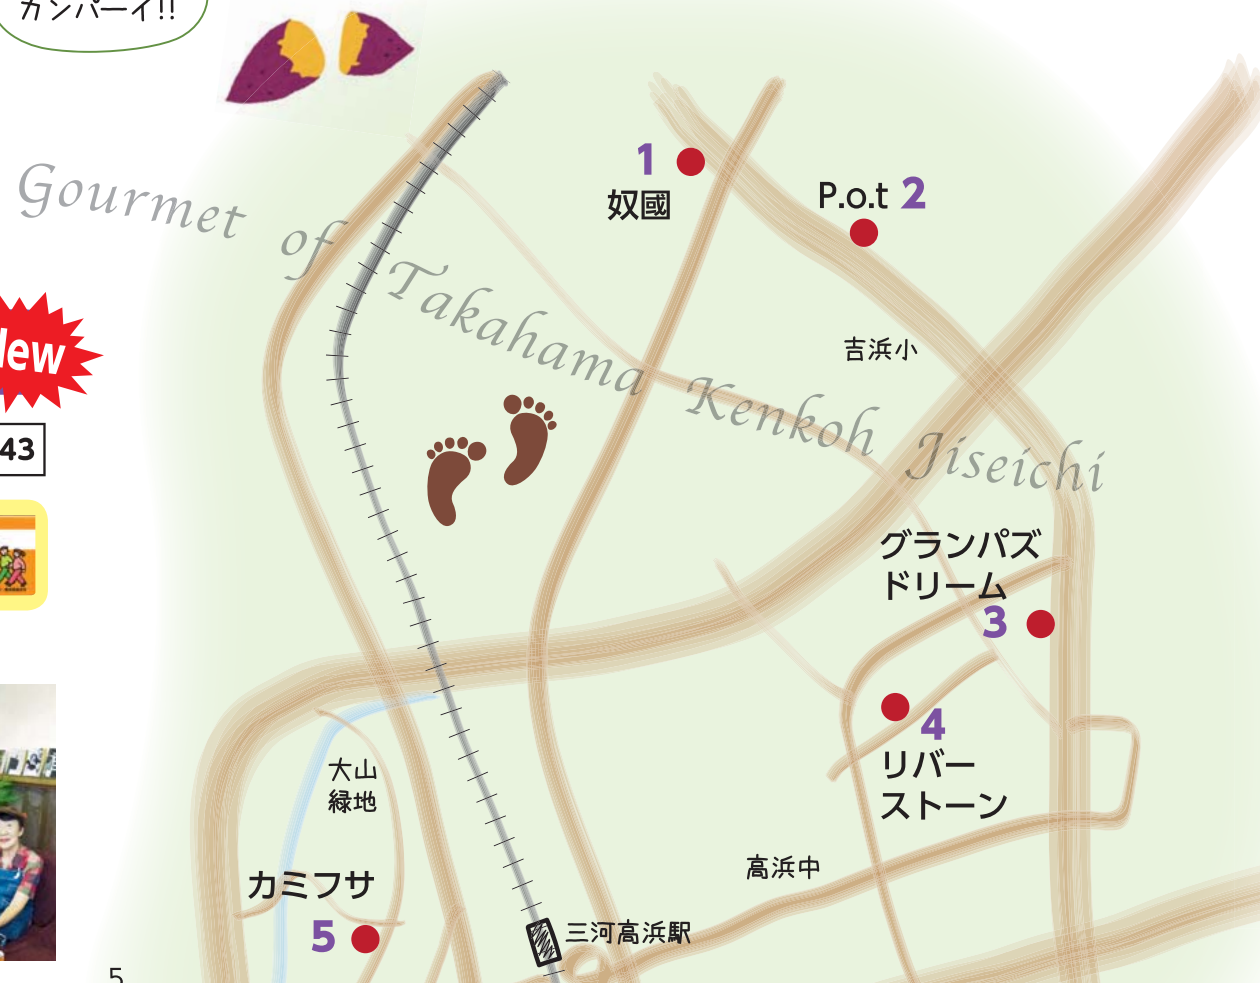 カンパーイ!!
Gourmet of Takahama Kenkoh Jiseichi
1
奴國
P.o.t 2
吉浜小
43
グランパズ
ドリーム
3
4
リバー
ストーン
大山
緑地
高浜中
カミフサ
5
三河高浜駅
5